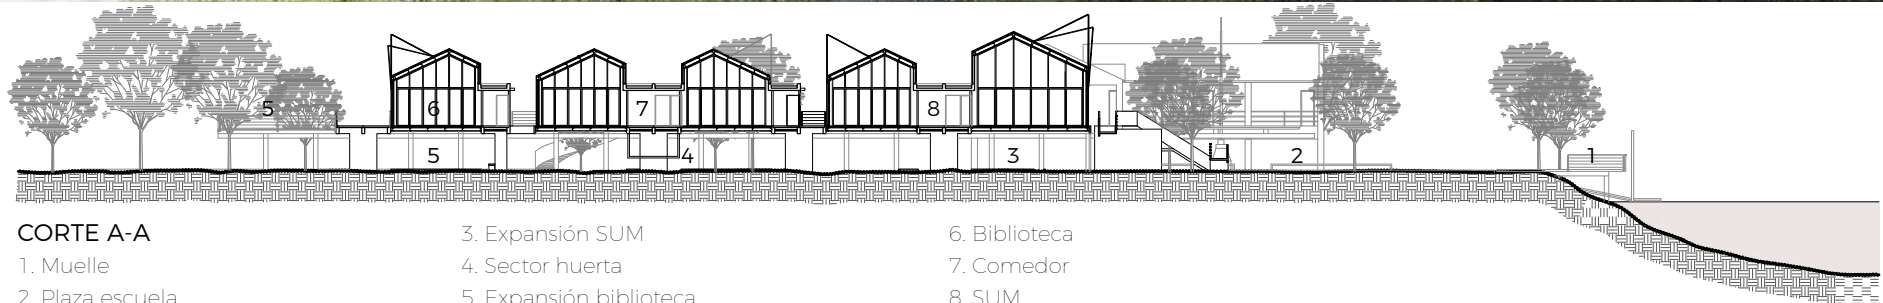 5
6
7
8
5
4
3
2
1
CORTE A-A
1. Muelle
2. Plaza escuela
3. Expansión SUM
4. Sector huerta
5. Expansión biblioteca
6. Biblioteca
7. Comedor
8. SUM